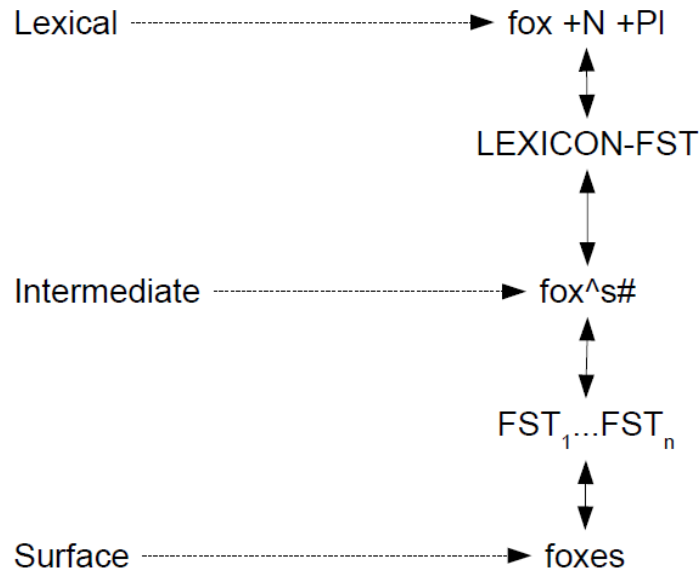 Lexical fox +N +Pl
LEXICON-FST
Intermediate fox^s#
FST₁...FSTₙ
Surface foxes